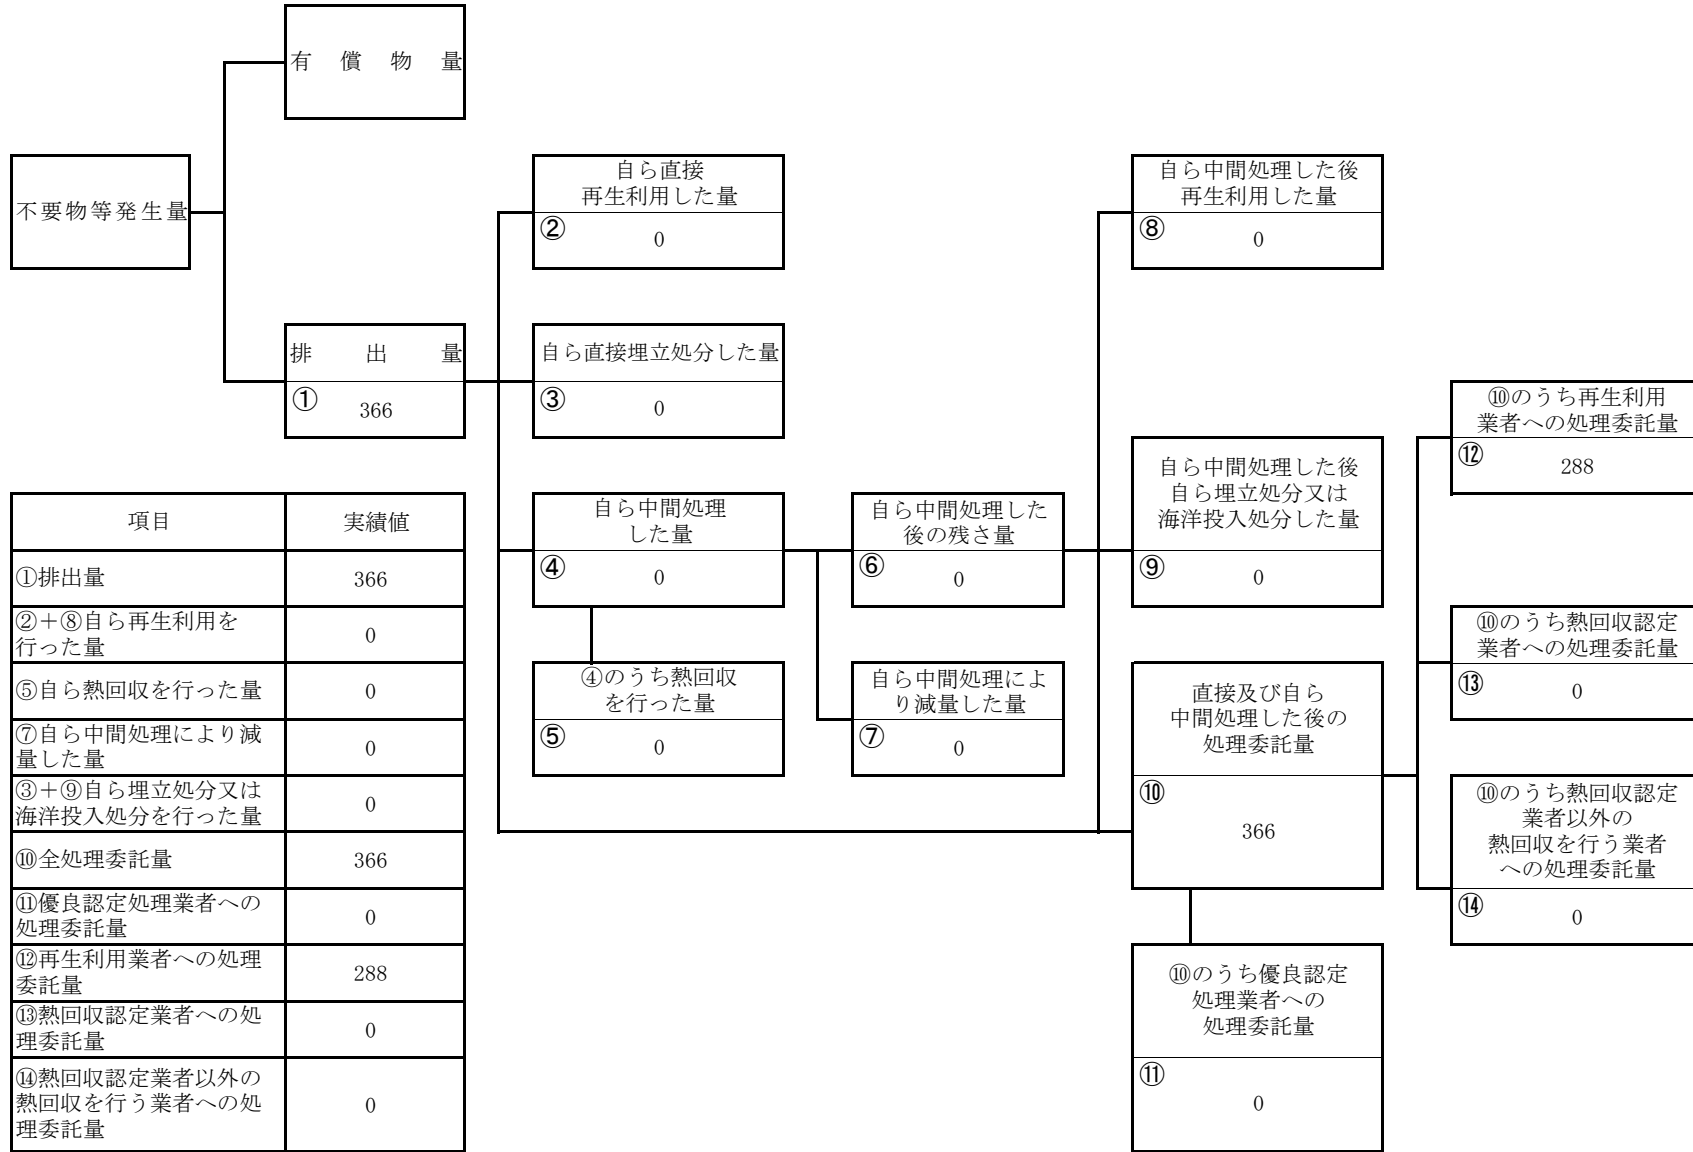 有償物量
不要物等発生量
排出量
① 366
自ら直接
再生利用した量
② 0
自ら直接埋立処分した量
③ 0
自ら中間処理
した量
④ 0
④のうち熱回収
を行った量
⑤ 0
自ら中間処理した
後の残さ量
⑥ 0
自ら中間処理によ
り減量した量
⑦ 0
自ら中間処理した後
再生利用した量
⑧ 0
自ら中間処理した後
自ら埋立処分又は
海洋投入処分した量
⑨ 0
直接及び自ら
中間処理した後の
処理委託量
⑩
366
⑩のうち優良認定
処理業者への
処理委託量
⑪
0
⑩のうち再生利用
業者への処理委託量
⑫ 288
⑩のうち熱回収認定
業者への処理委託量
⑬ 0
⑩のうち熱回収認定
業者以外の
熱回収を行う業者
への処理委託量
⑭ 0
項目 実績値
①排出量 366
②＋⑧自ら再生利用を
行った量 0
⑤自ら熱回収を行った量 0
⑦自ら中間処理により減
量した量 0
③＋⑨自ら埋立処分又は
海洋投入処分を行った量 0
⑩全処理委託量 366
⑪優良認定処理業者への
処理委託量 0
⑫再生利用業者への処理
委託量 288
⑬熱回収認定業者への処
理委託量 0
⑭熱回収認定業者以外の
熱回収を行う業者への処
理委託量 0